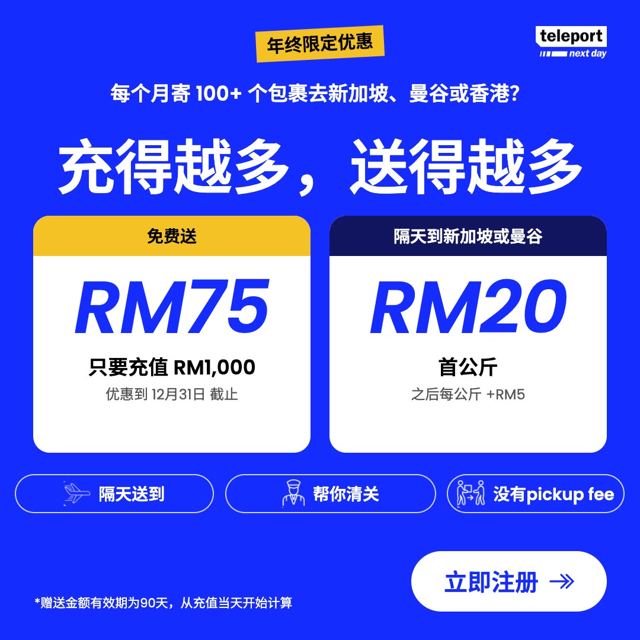 年终限定优惠
teleport
next day
每个月寄 100+ 个包裹去新加坡、曼谷或香港?
充得越多，送得越多
免费送
RM75
只要充值 RM1,000
优惠到 12月31日 截止
隔天到新加坡或曼谷
RM20
首公斤
之后每公斤 +RM5
隔天送到
帮你清关
没有pickup fee
立即注册
*赠送金额有效期为90天，从充值当天开始计算